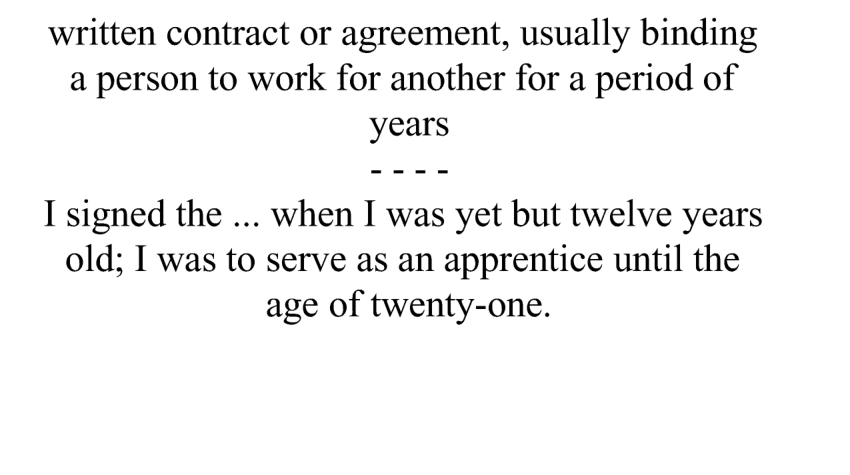 written contract or agreement, usually binding
a person to work for another for a period of
years
- - - -
I signed the ... when I was yet but twelve years
old; I was to serve as an apprentice until the
age of twenty-one.